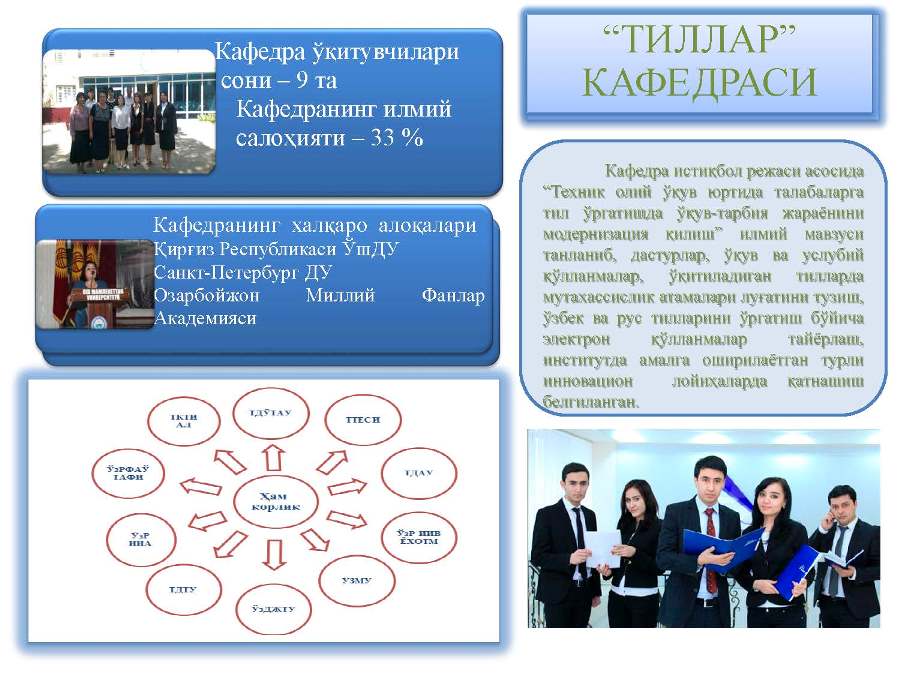 “ТИЛЛАР”
КАФЕДРАСИ
Кафедра ўқитувчилари
сони – 9 та
Кафедранинг илмий
салоҳияти – 33 %
Кафедранинг халқаро алоқалари
Қирғиз Республикаси ЎшДУ
Санкт-Петербург ДУ
Озарбойжон Миллий Фанлар
Академияси
Кафедра истиқбол режаси асосида
“Техник олий ўқув юртида талабаларга
тил ўргатишда ўқув-тарбия жараёнини
модернизация қилиш” илмий мавзуси
танланиб, дастурлар, ўқув ва услубий
қўлланмалар, ўқитиладиган тилларда
мутахассислик атамалари луғатини тузиш,
ўзбек ва рус тилларини ўргатиш бўйича
электрон қўлланмалар тайёрлаш,
институтда амалга оширилаётган турли
инновацион лойиҳаларда қатнашиш
белгиланган.
ТКТИ
АЛ
ТДЎТАУ
ТТЕСИ
ЎзРФАЎ
ТАФИ
ТДАУ
Ҳам
корлик
УзР
ИИА
ЎзР ИИВ
ЁХОТМ
ТДТУ
УЗМУ
ЎзДЖТУ